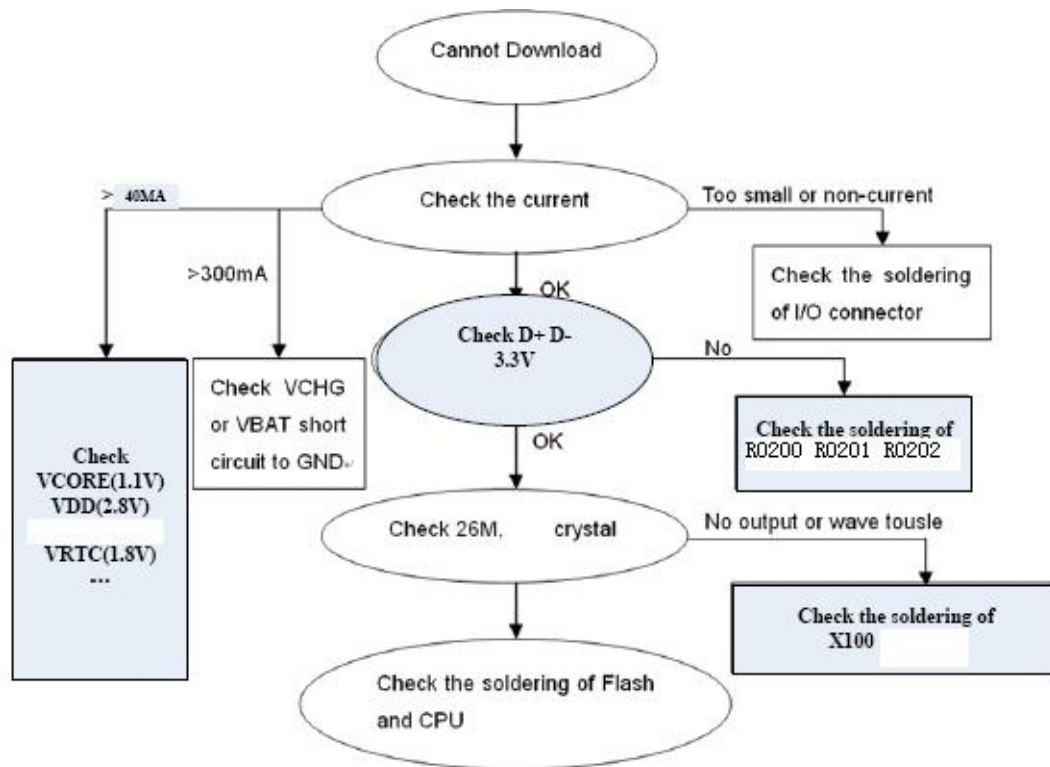 Cannot Download
Check the current
> 40MA
Too small or non-current
>300mA
OK
Check the soldering
of I/O connector
Check D+ D-
3.3V
No
Check VCHG
or VBAT short
circuit to GND
Check
VCORE(1.1V)
VDD(2.8V)
VRTC(1.8V)
...
OK
Check the soldering of
R0200 R0201 R0202
Check 26M, crystal
No output or wave tousle
Check the soldering of
X100
Check the soldering of Flash
and CPU